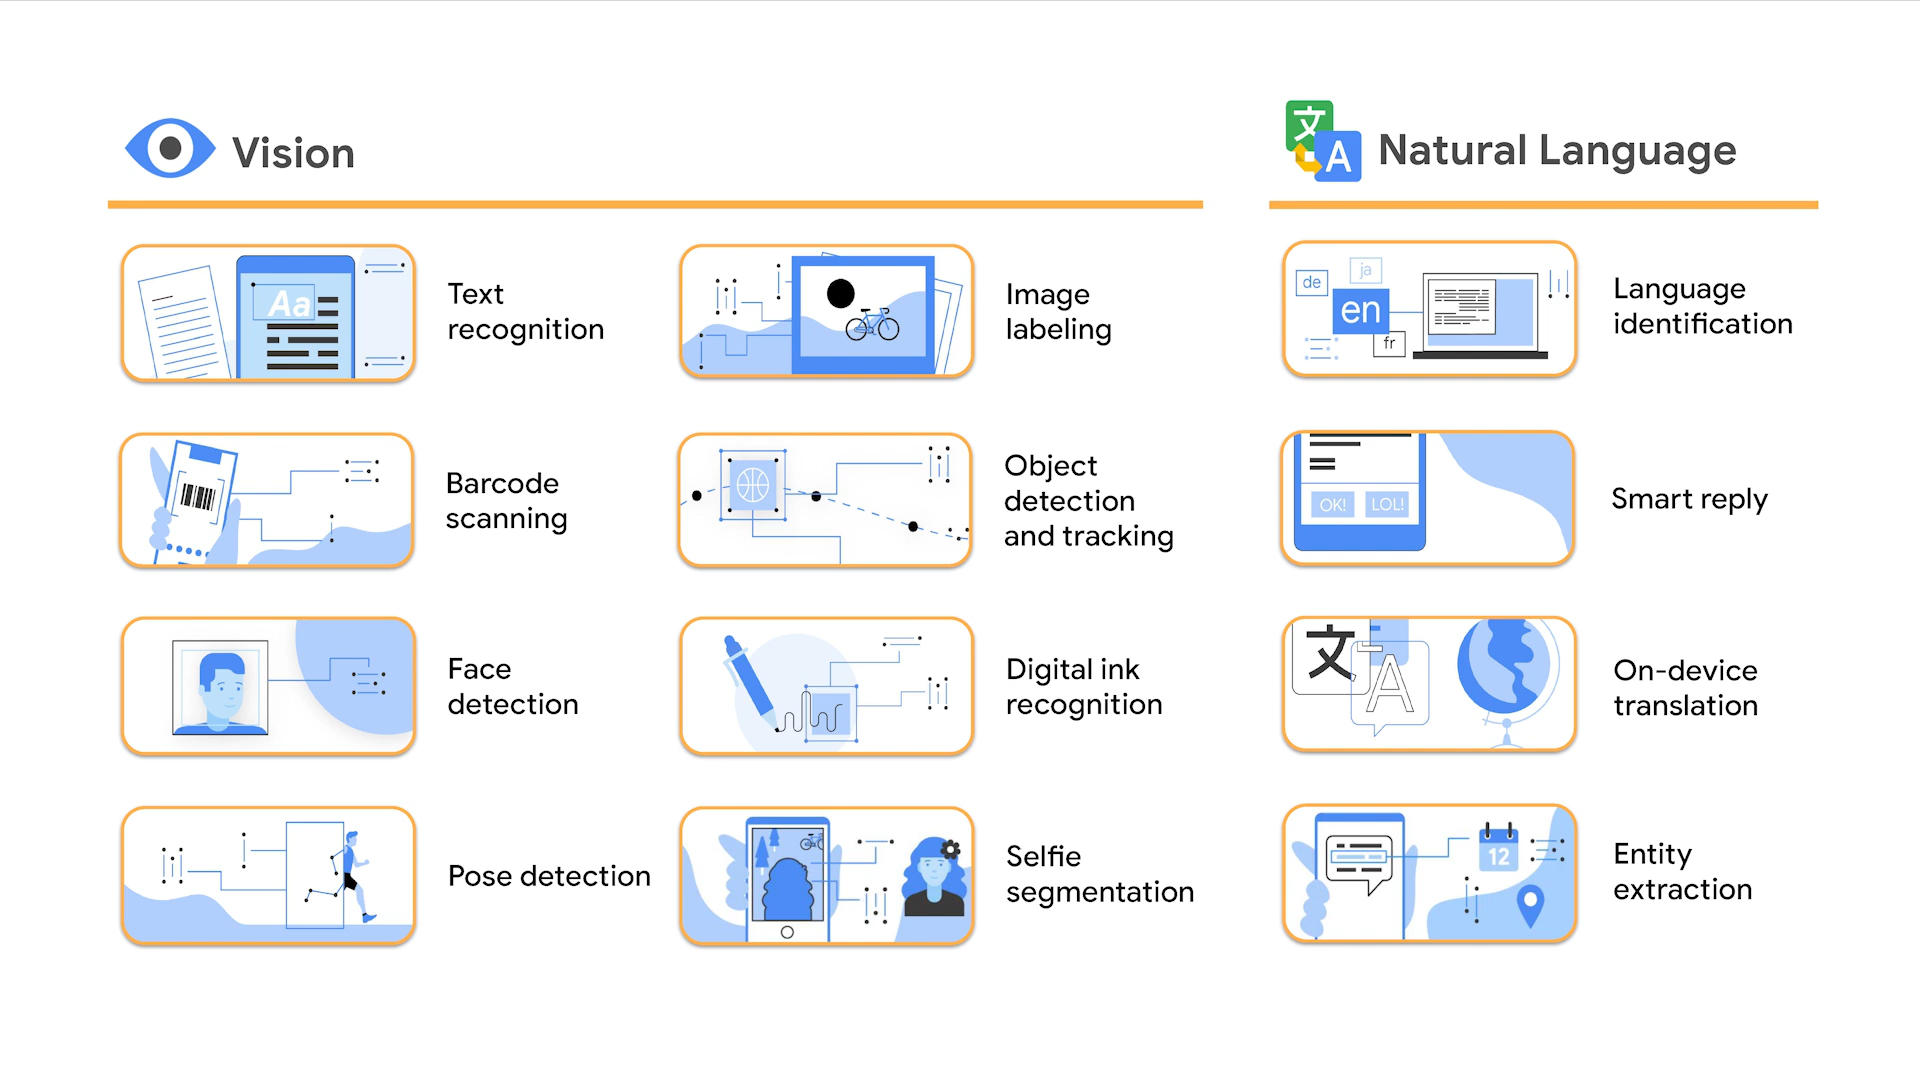 Vision
Aa
Text
recognition
Image
labeling
Barcode
scanning
Object
detection
and tracking
Face
detection
Digital ink
recognition
Pose detection
Selfie
segmentation
文
A
Natural Language
de
ja
en
fr
Language
identification
OK!
LOL!
Smart reply
文
A
On-device
translation
12
Entity
extraction